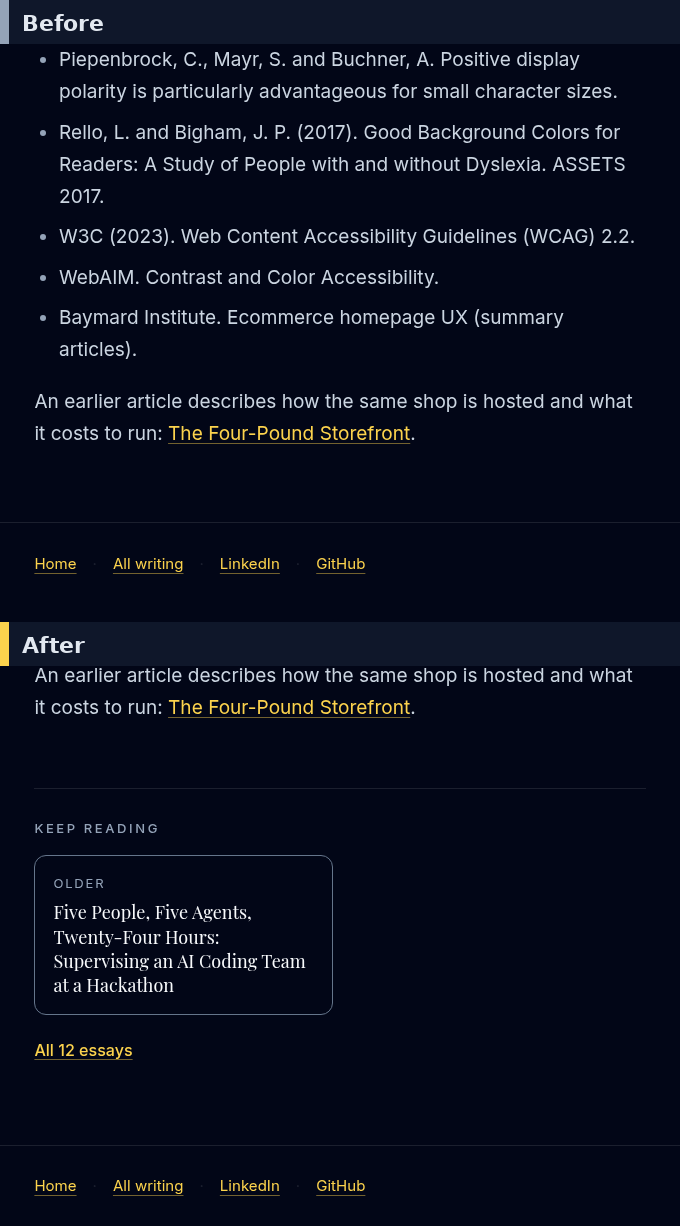 Before
• Piepenbrock, C., Mayr, S. and Buchner, A. Positive display
polarity is particularly advantageous for small character sizes.
• Rello, L. and Bigham, J. P. (2017). Good Background Colors for
Readers: A Study of People with and without Dyslexia. ASSETS
2017.
• W3C (2023). Web Content Accessibility Guidelines (WCAG) 2.2.
• WebAIM. Contrast and Color Accessibility.
• Baymard Institute. Ecommerce homepage UX (summary
articles).
An earlier article describes how the same shop is hosted and what
it costs to run: The Four-Pound Storefront.
Home · All writing · LinkedIn · GitHub
After
An earlier article describes how the same shop is hosted and what
it costs to run: The Four-Pound Storefront.
KEEP READING
OLDER
Five People, Five Agents,
Twenty-Four Hours:
Supervising an AI Coding Team
at a Hackathon
All 12 essays
Home · All writing · LinkedIn · GitHub